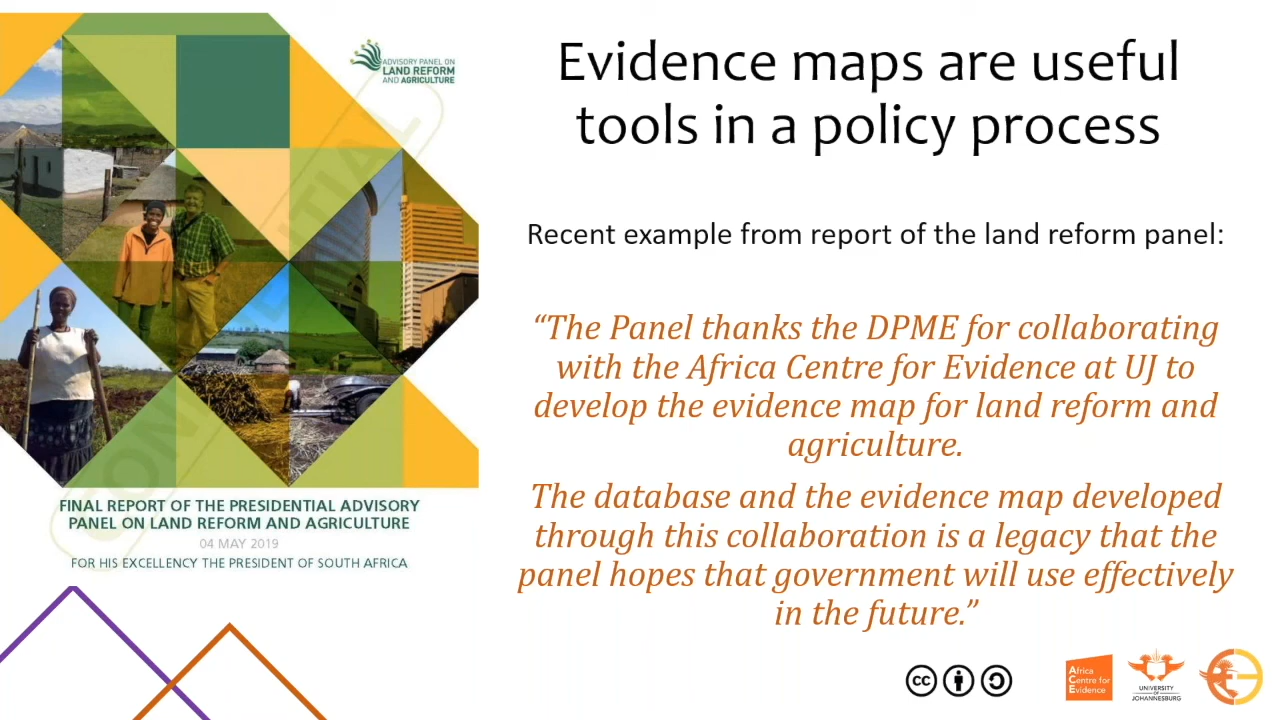 ADVISORY PANEL ON
LAND REFORM
AND AGRICULTURE
CONFIDENTIAL
FINAL REPORT OF THE PRESIDENTIAL ADVISORY
PANEL ON LAND REFORM AND AGRICULTURE
04 MAY 2019
FOR HIS EXCELLENCY THE PRESIDENT OF SOUTH AFRICA
Evidence maps are useful
tools in a policy process
Recent example from report of the land reform panel:
“The Panel thanks the DPME for collaborating
with the Africa Centre for Evidence at UJ to
develop the evidence map for land reform and
agriculture.
The database and the evidence map developed
through this collaboration is a legacy that the
panel hopes that government will use effectively
in the future.”
cc
Africa
Centre for
Evidence
UNIVERSITY
OF
JOHANNESBURG